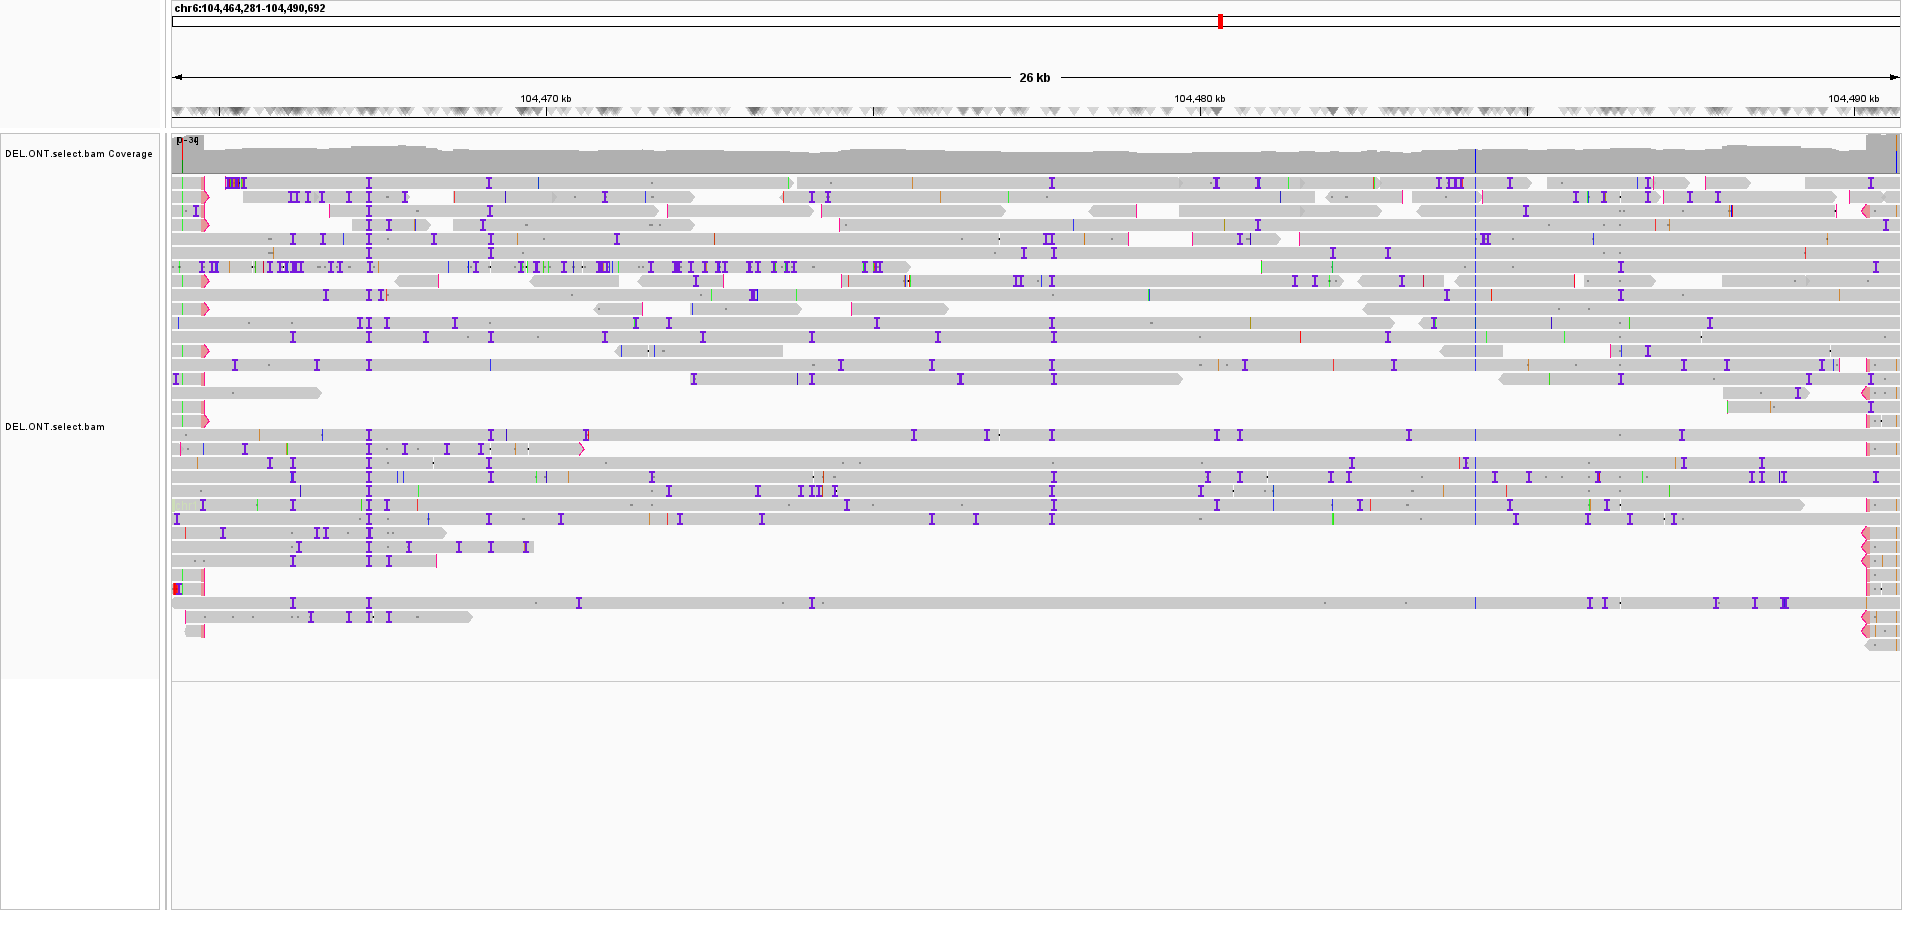 chr6:104,464,281-104,490,692
26 kb
104,470 kb
104,480 kb
104,490 kb
DEL.ONT.select.bam Coverage
DEL.ONT.select.bam